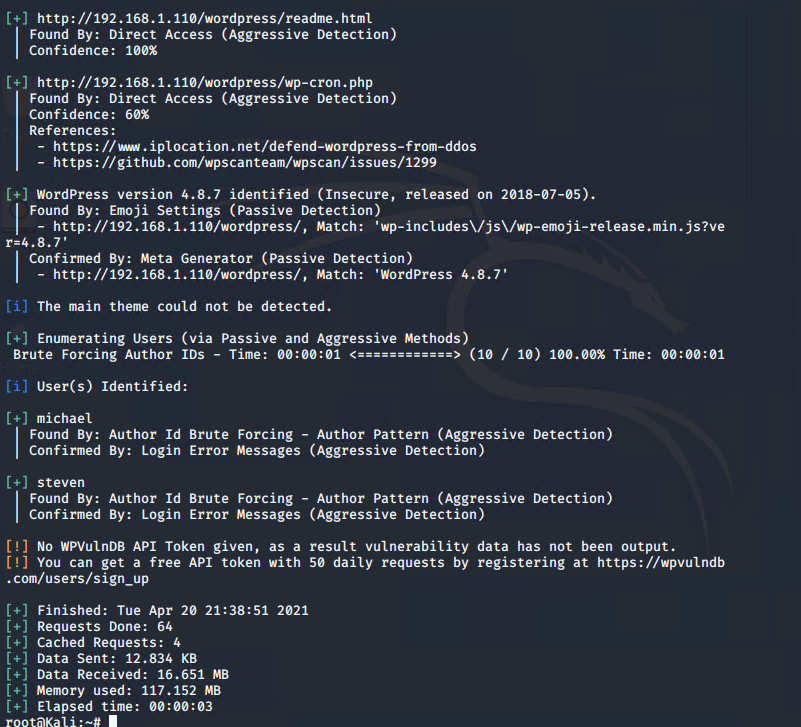 [+] http://192.168.1.110/wordpress/readme.html
| Found By: Direct Access (Aggressive Detection)
| Confidence: 100%
[+] http://192.168.1.110/wordpress/wp-cron.php
| Found By: Direct Access (Aggressive Detection)
| Confidence: 60%
| References:
|  - https://www.iplocation.net/defend-wordpress-from-ddos
|  - https://github.com/wpscanteam/wpscan/issues/1299
[+] WordPress version 4.8.7 identified (Insecure, released on 2018-07-05).
| Found By: Emoji Settings (Passive Detection)
|  - http://192.168.1.110/wordpress/, Match: 'wp-includes\/js\/wp-emoji-release.min.js?ve
r=4.8.7'
| Confirmed By: Meta Generator (Passive Detection)
|  - http://192.168.1.110/wordpress/, Match: 'WordPress 4.8.7'
[i] The main theme could not be detected.
[+] Enumerating Users (via Passive and Aggressive Methods)
Brute Forcing Author IDs - Time: 00:00:01 <============> (10 / 10) 100.00% Time: 00:00:01
[i] User(s) Identified:
[+] michael
| Found By: Author Id Brute Forcing - Author Pattern (Aggressive Detection)
| Confirmed By: Login Error Messages (Aggressive Detection)
[+] steven
| Found By: Author Id Brute Forcing - Author Pattern (Aggressive Detection)
| Confirmed By: Login Error Messages (Aggressive Detection)
[!] No WPVulnDB API Token given, as a result vulnerability data has not been output.
[!] You can get a free API token with 50 daily requests by registering at https://wpvulndb
.com/users/sign_up
[+] Finished: Tue Apr 20 21:38:51 2021
[+] Requests Done: 64
[+] Cached Requests: 4
[+] Data Sent: 12.834 KB
[+] Data Received: 16.651 MB
[+] Memory used: 117.152 MB
[+] Elapsed time: 00:00:03
root@Kali:~#